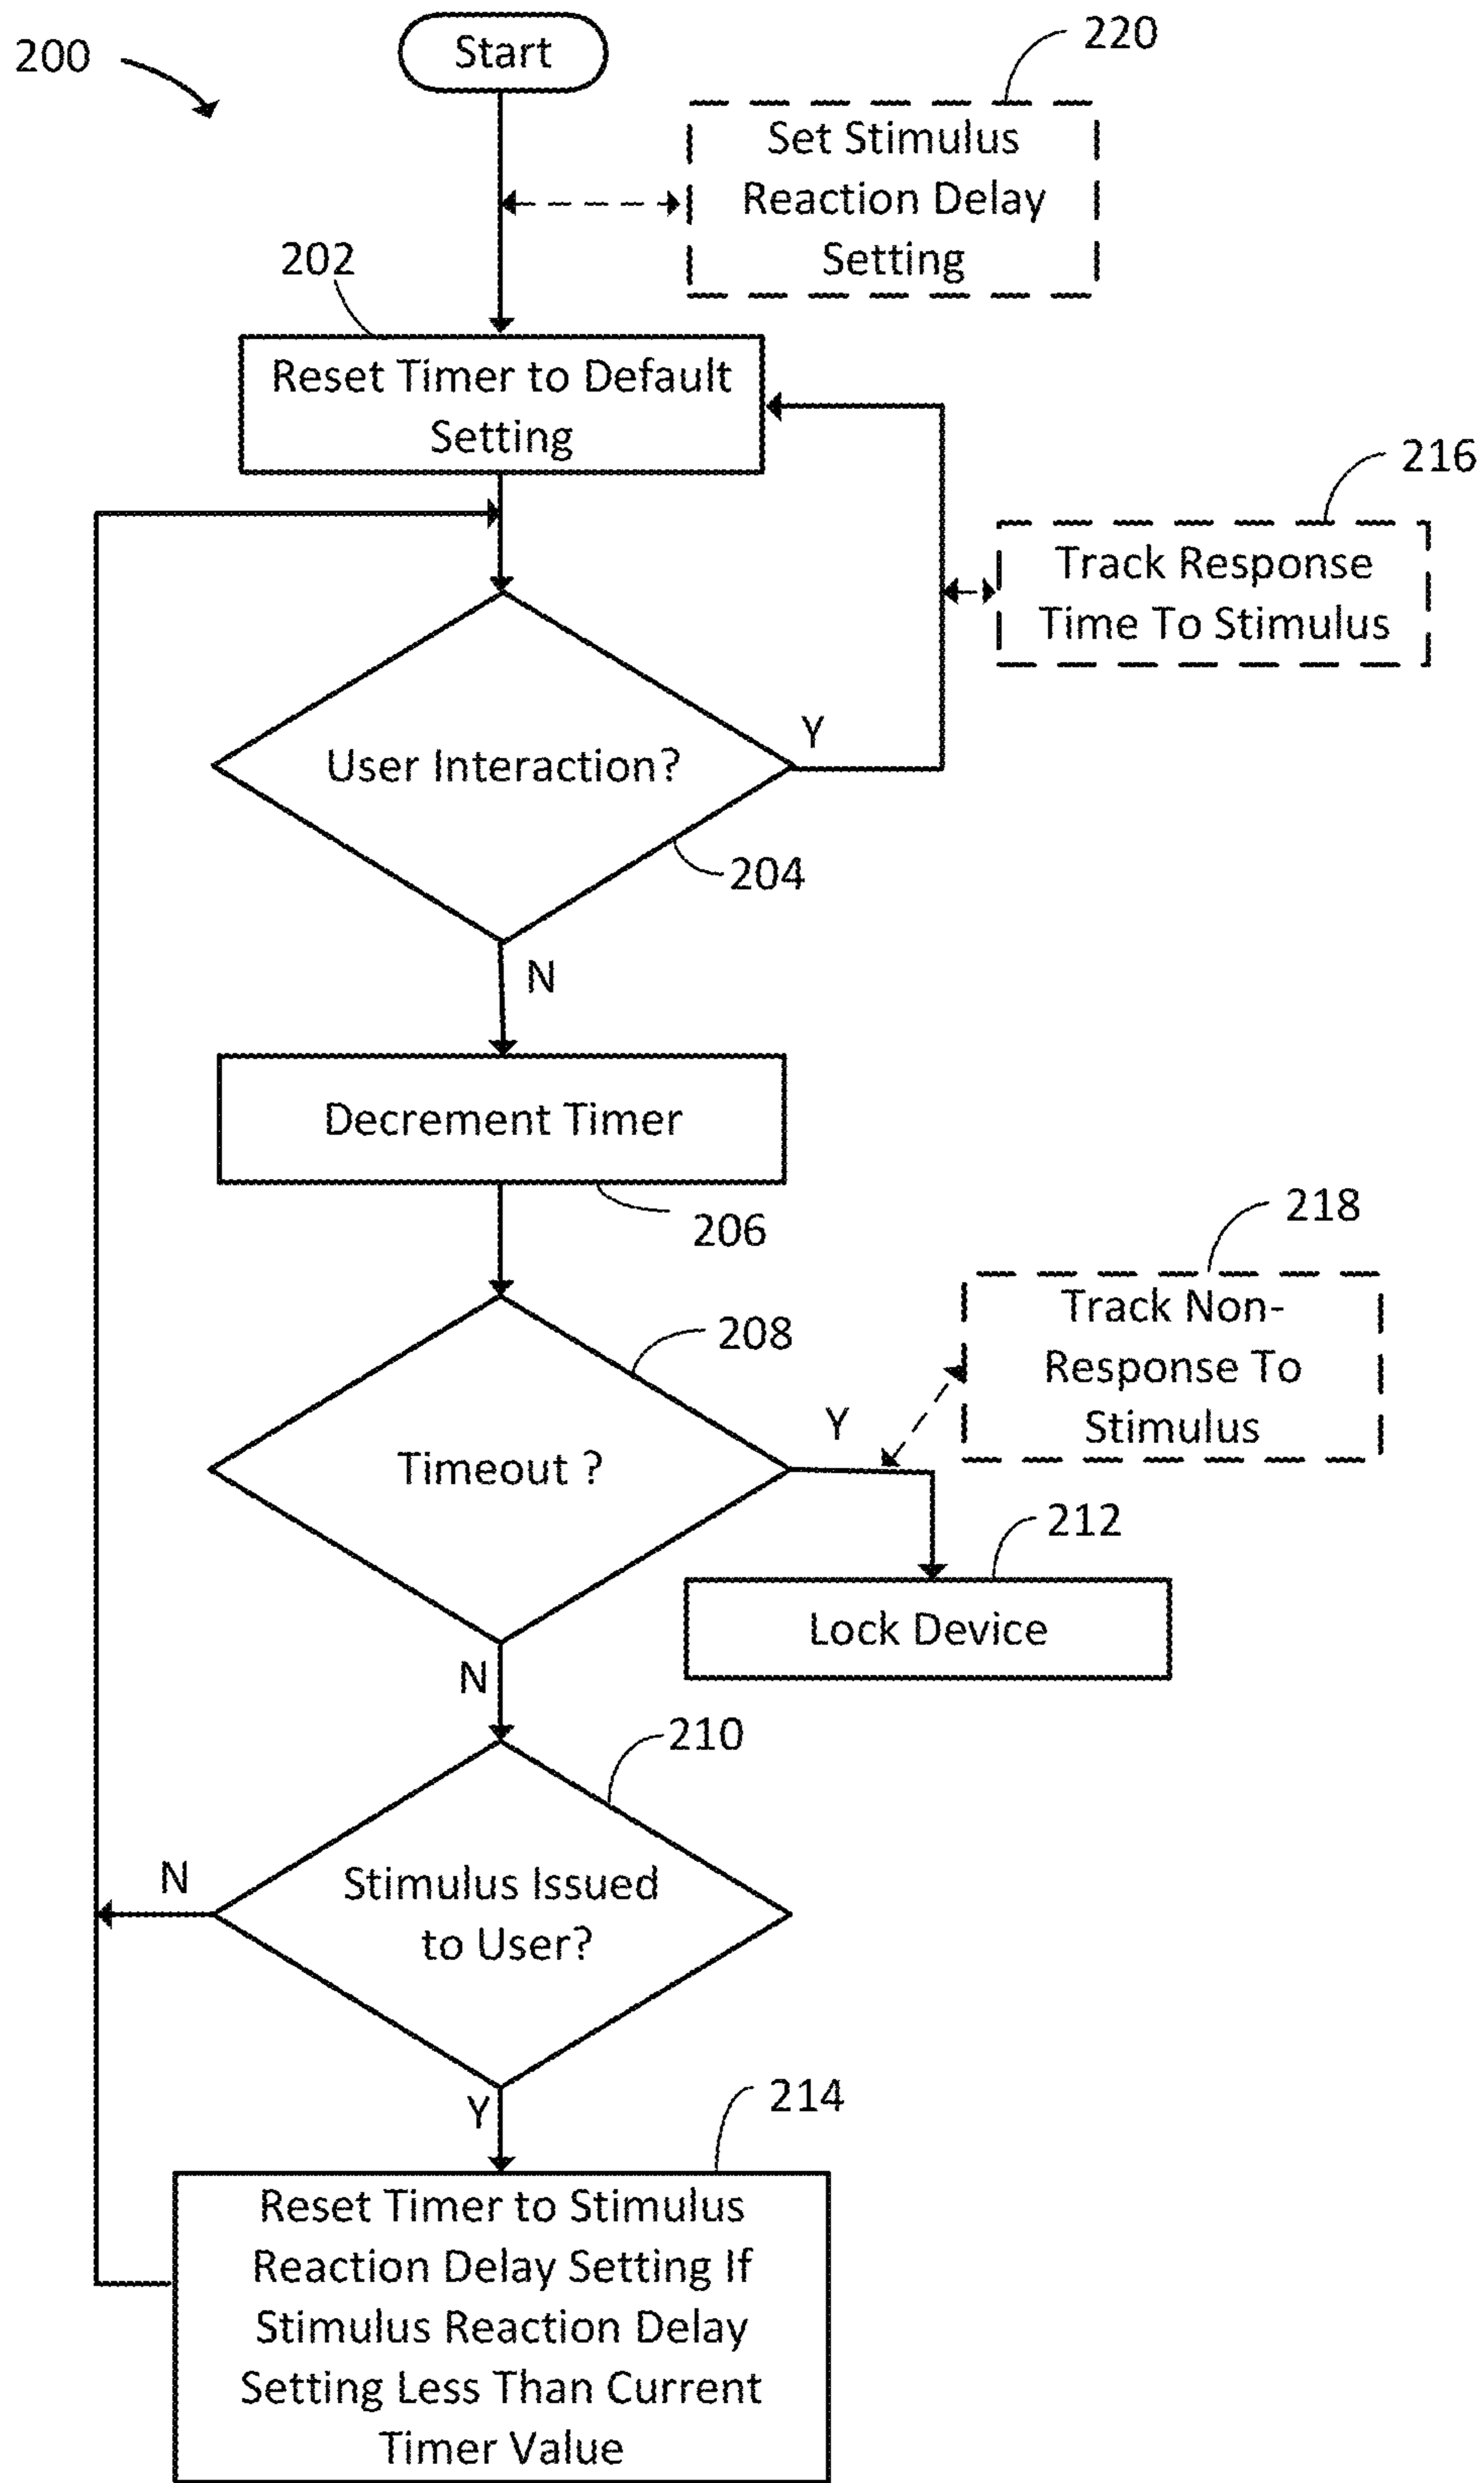 200
Start
220
Set Stimulus
Reaction Delay
Setting
202
Reset Timer to Default
Setting
216
Track Response
Time To Stimulus
Y
User Interaction?
204
N
Decrement Timer
206
218
Track Non-
Response To
Stimulus
208
Y
Timeout ?
212
Lock Device
N
210
N
Stimulus Issued
to User?
Y
214
Reset Timer to Stimulus
Reaction Delay Setting If
Stimulus Reaction Delay
Setting Less Than Current
Timer Value